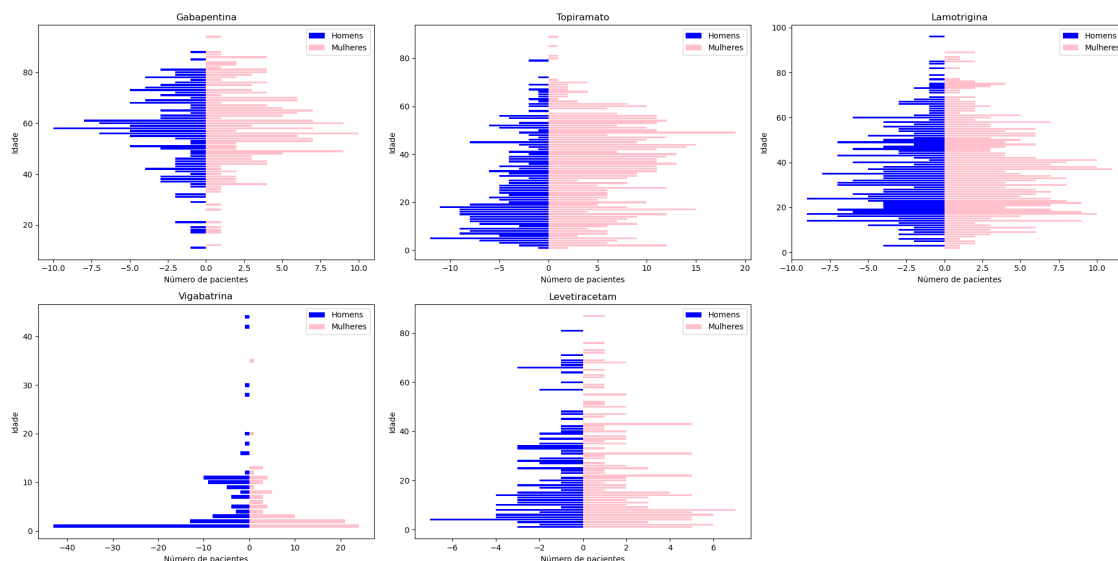 Gabapentina
Homens
Mulheres
Idade
80
60
40
20
−10.0
−7.5
−5.0
−2.5
0.0
2.5
5.0
7.5
10.0
Número de pacientes
Topiramato
Homens
Mulheres
Idade
80
60
40
20
0
−10
−5
0
5
10
15
20
Número de pacientes
Lamotrigina
Homens
Mulheres
Idade
100
80
60
40
20
0
−10.0
−7.5
−5.0
−2.5
0.0
2.5
5.0
7.5
10.0
Número de pacientes
Vigabatrina
Homens
Mulheres
Idade
40
30
20
10
0
−40
−30
−20
−10
0
10
20
Número de pacientes
Levetiracetam
Homens
Mulheres
Idade
80
60
40
20
0
−6
−4
−2
0
2
4
6
Número de pacientes